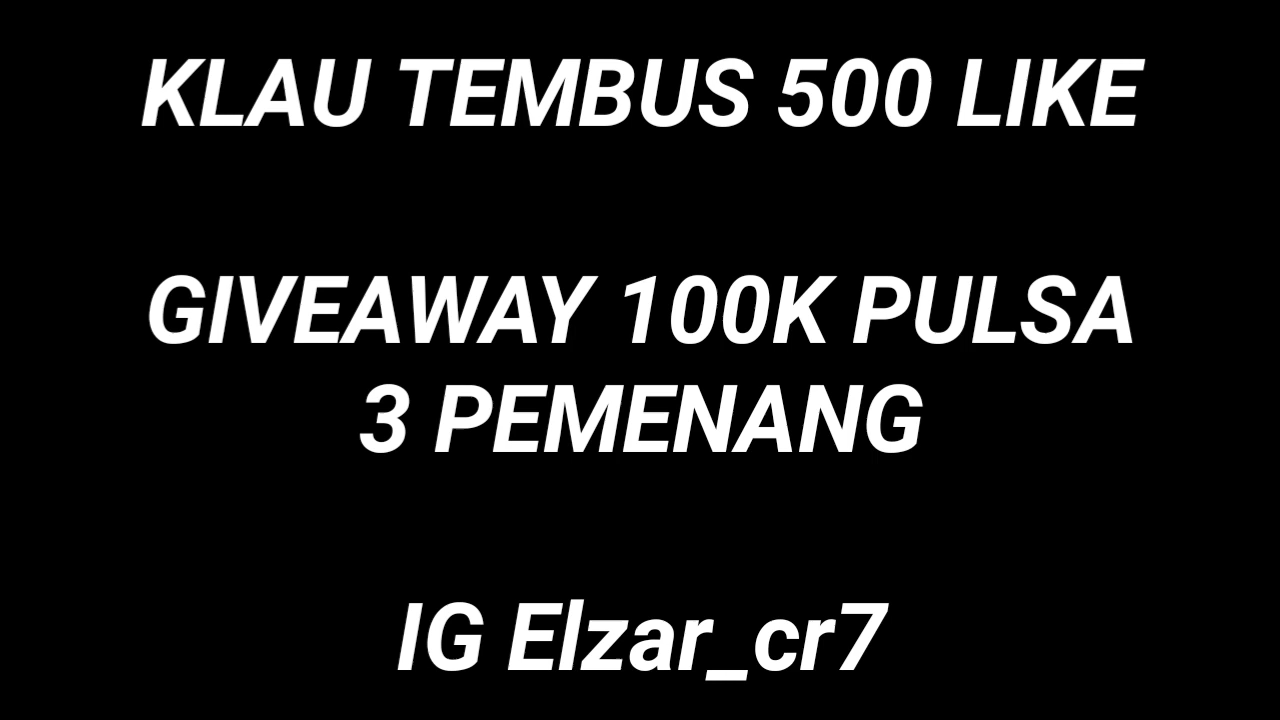 KLAU TEMBUS 500 LIKE
GIVEAWAY 100K PULSA
3 PEMENANG
IG Elzar_cr7